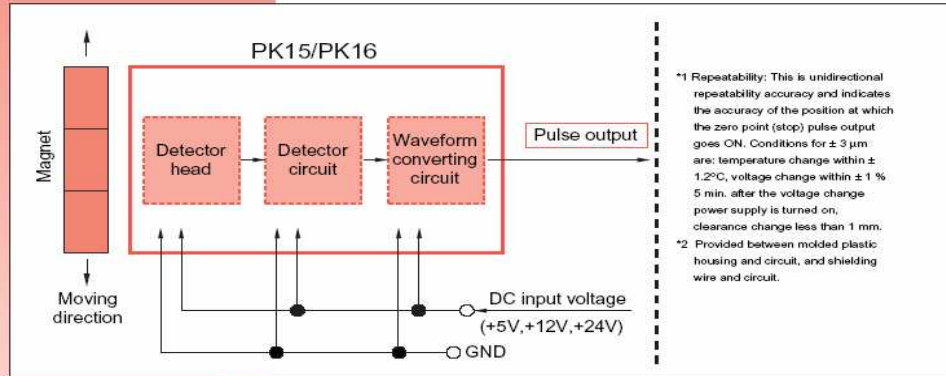 PK15/PK16
Magnet
Detector
head
Detector
circuit
Waveform
converting
circuit
Pulse output
Moving
direction
DC input voltage
(+5V,+12V,+24V)
GND
*1 Repeatability: This is unidirectional
repeatability accuracy and indicates
the accuracy of the position at which
the zero point (stop) pulse output
goes ON. Conditions for ± 3 µm
are: temperature change within ±
1.2°C, voltage change within ± 1 %
5 min. after the voltage change
power supply is turned on,
clearance change less than 1 mm.
*2 Provided between molded plastic
housing and circuit, and shielding
wire and circuit.